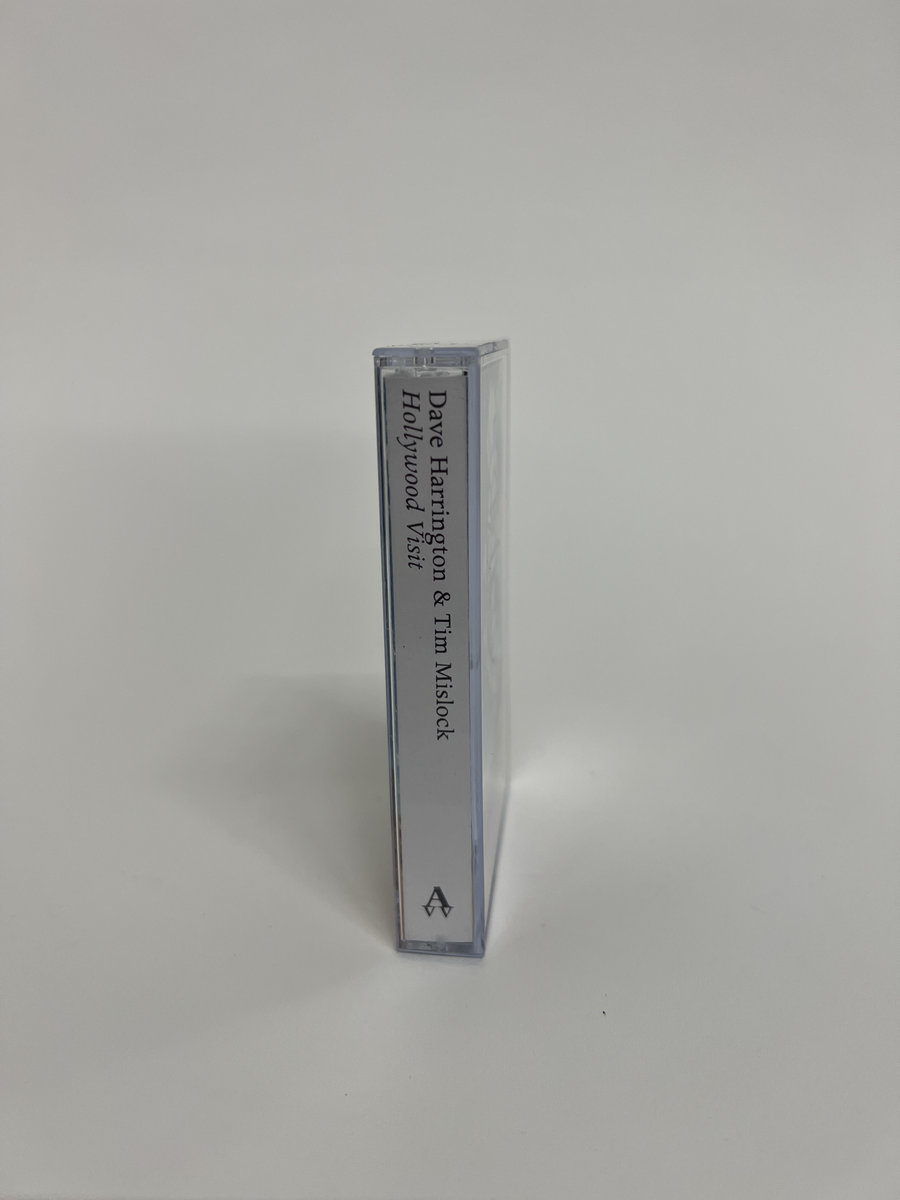 Dave Harrington & Tim Mislock
Hollywood Visit